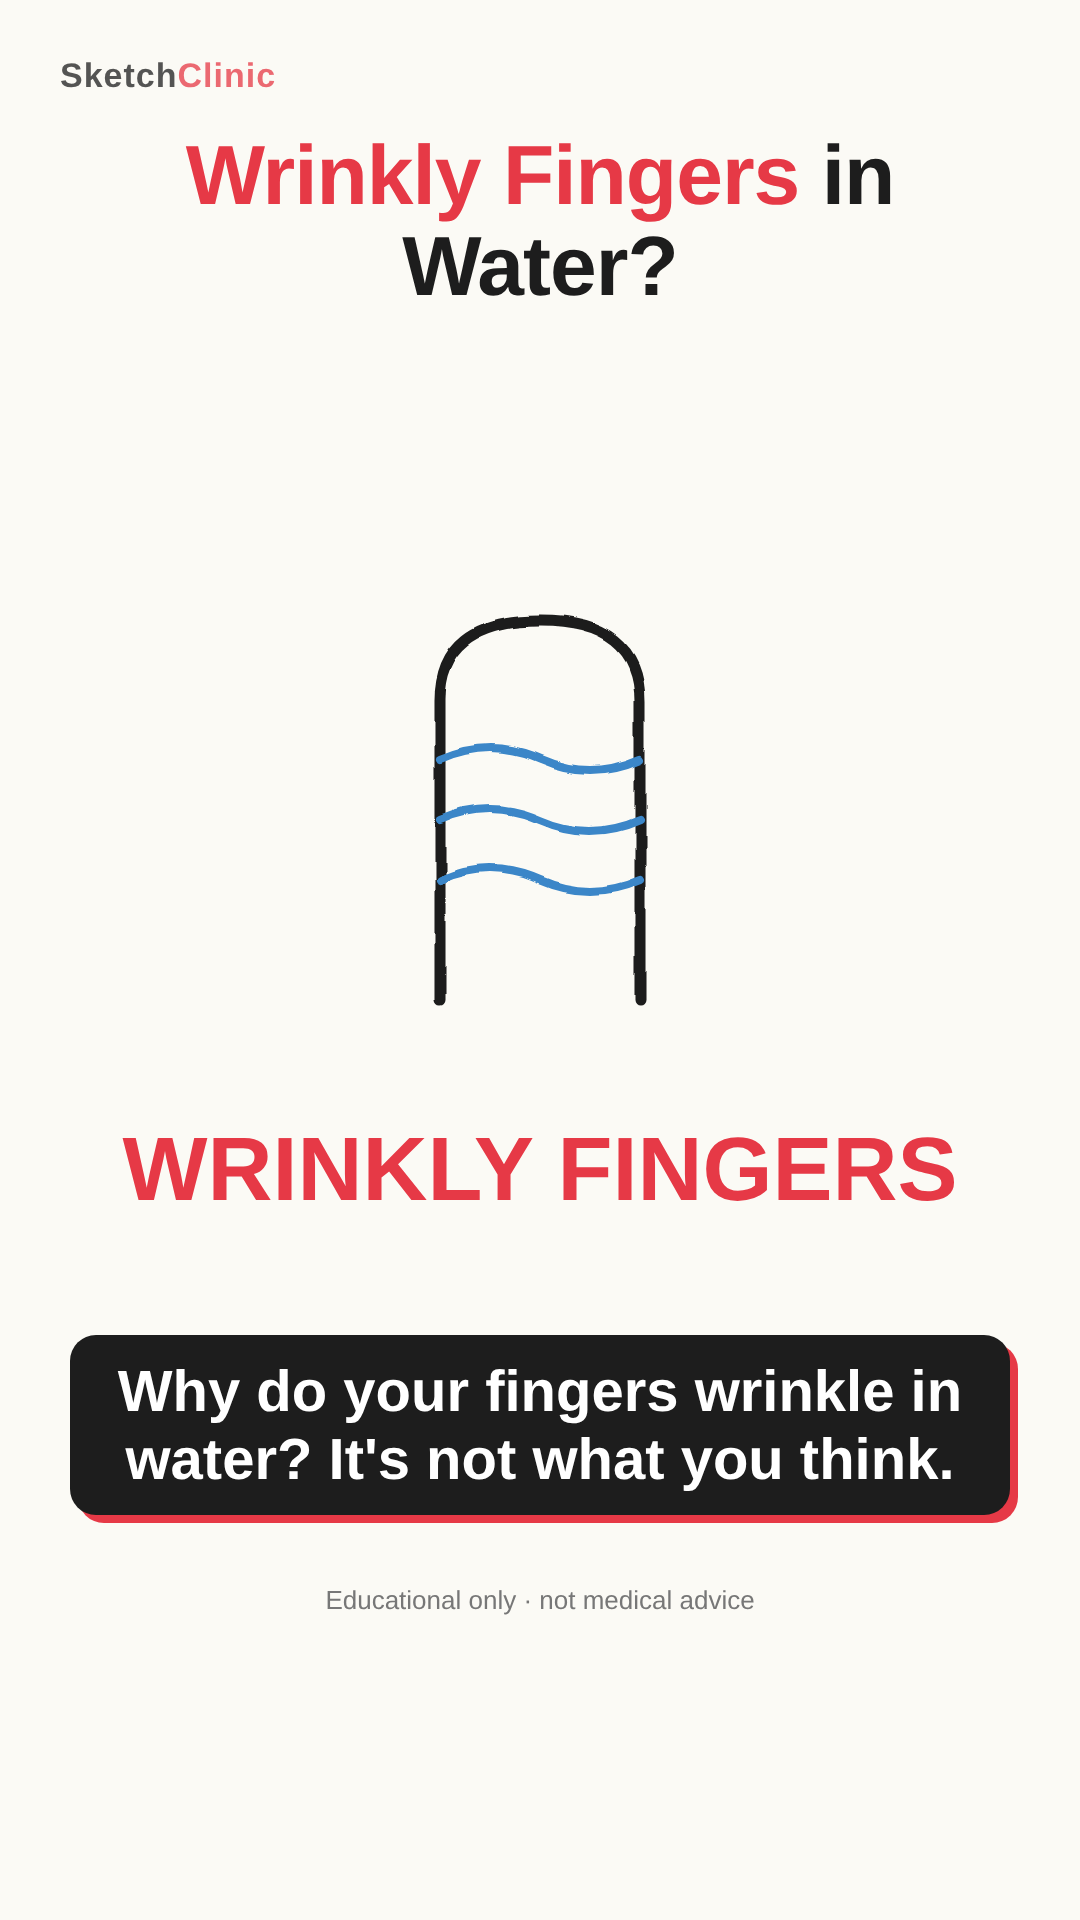 SketchClinic
Wrinkly Fingers in
Water?
WRINKLY FINGERS
Why do your fingers wrinkle in
water? It's not what you think.
Educational only · not medical advice